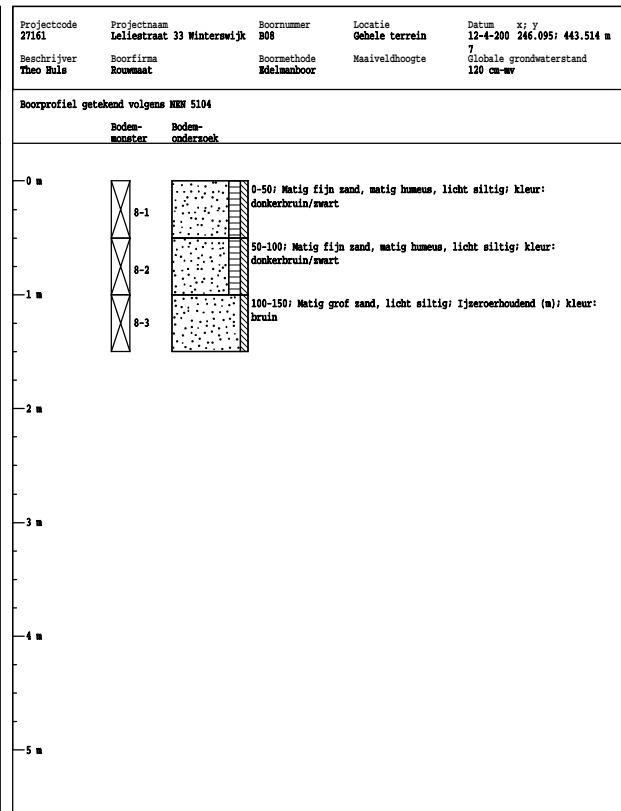 Projectcode Projectnaam Boornummer Locatie Datum x; y
27161 Leliestraat 33 Winterswijk B08 Gehele terrein 12-4-200 246.095; 443.514 m
7
Beschrijver Boorfirma Boormethode Maaiveldhoogte Globale grondwaterstand
Theo Huls Rouwmaat Edelmanboor 120 cm-mv
Boorprofiel getekend volgens NEN 5104
Bodem- Bodem-
monster onderzoek
0 m
0-50; Matig fijn zand, matig humeus, licht siltig; kleur:
donkerbruin/zwart
8-1
50-100; Matig fijn zand, matig humeus, licht siltig; kleur:
donkerbruin/zwart
8-2
1 m
100-150; Matig grof zand, licht siltig; Ijzeroerhoudend (m); kleur:
bruin
8-3
2 m
3 m
4 m
5 m